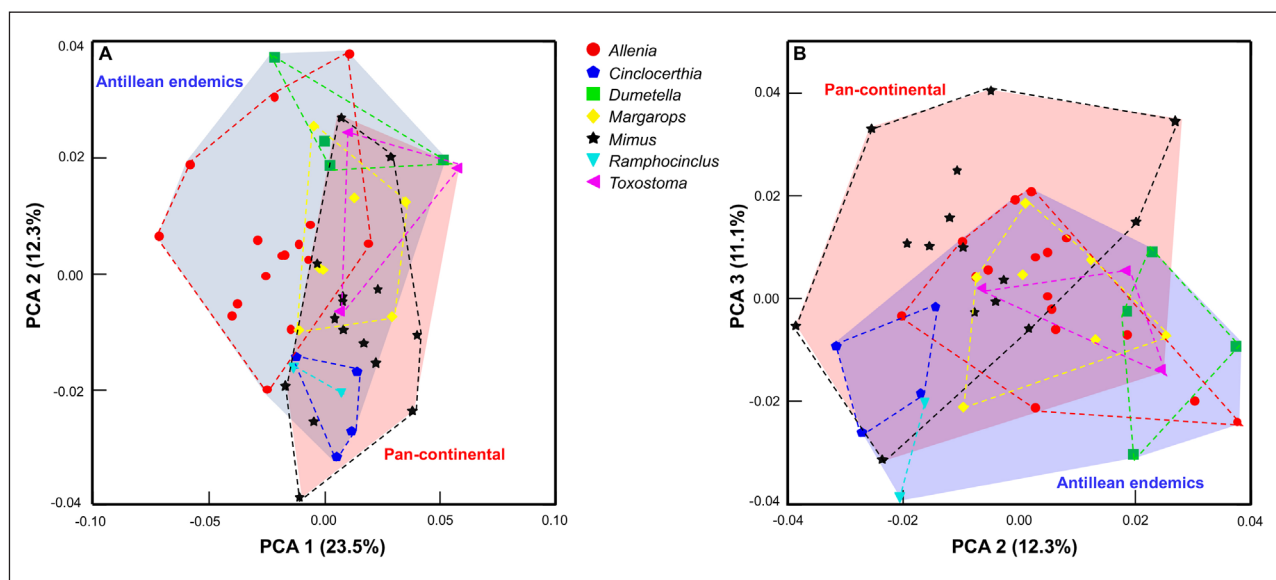 A
Antillean endemics
Pan-continental
0.04
0.02
0.00
-0.02
-0.04
-0.10
-0.05
0.00
0.05
0.10
PCA 1 (23.5%)
PCA 2 (12.3%)
Allenia
Cinclocerthia
Dumetella
Margarops
Mimus
Ramphocinclus
Toxostoma
B
Pan-continental
Antillean endemics
0.04
0.02
0.00
-0.02
-0.04
-0.04
-0.02
0.00
0.02
0.04
PCA 2 (12.3%)
PCA 3 (11.1%)